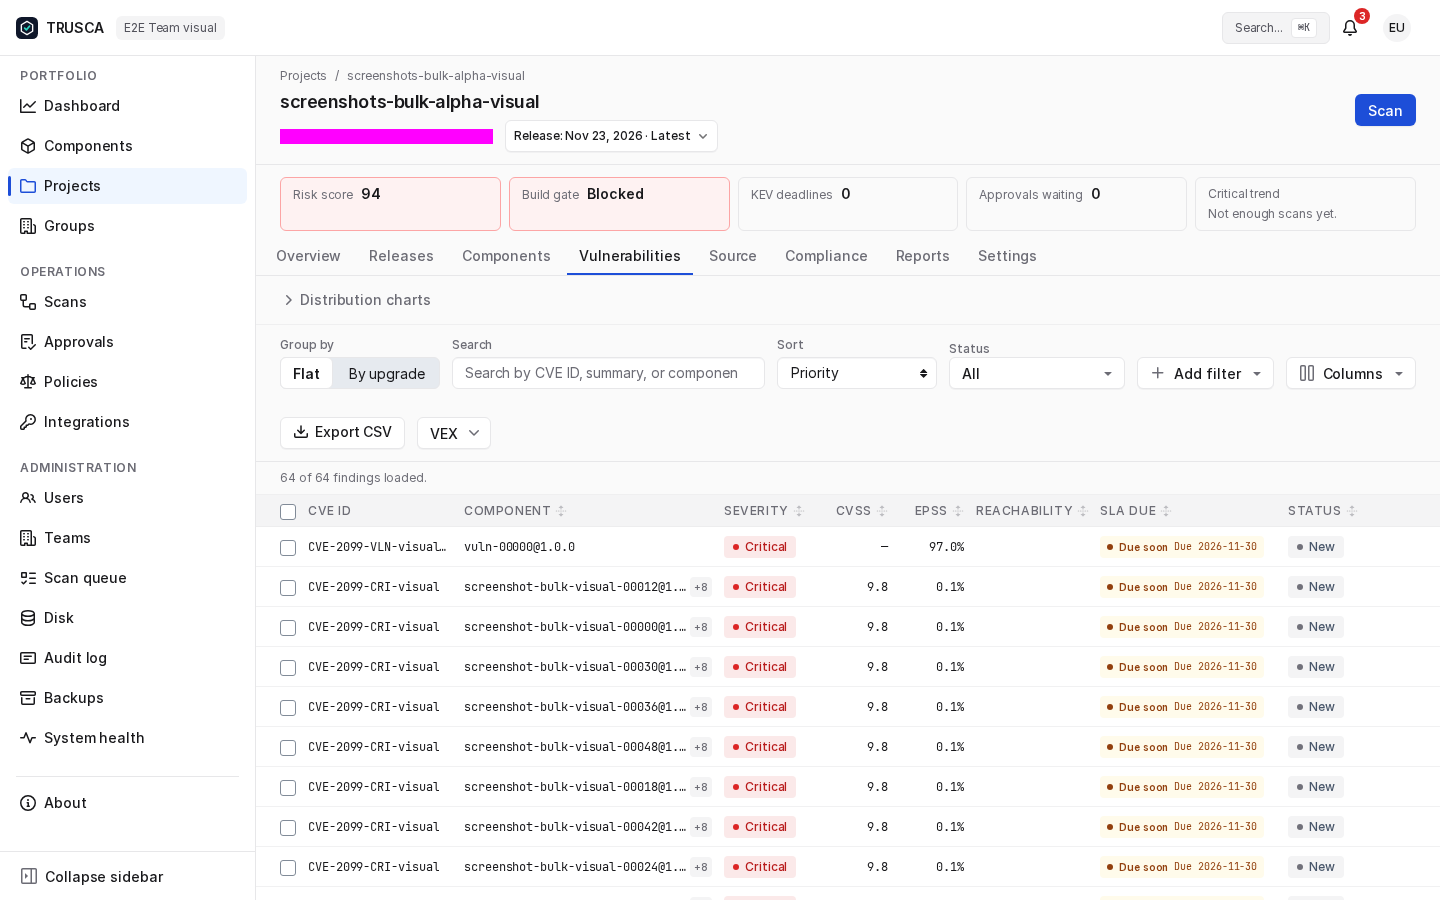 TRUSCA E2E Team visual Search... ⌘K 3 EU
PORTFOLIO
Dashboard
Components
Projects
Groups
OPERATIONS
Scans
Approvals
Policies
Integrations
ADMINISTRATION
Users
Teams
Scan queue
Disk
Audit log
Backups
System health
About
Collapse sidebar
Projects / screenshots-bulk-alpha-visual
screenshots-bulk-alpha-visual
Scan
Release: Nov 23, 2026 · Latest
Risk score 94
Build gate Blocked
KEV deadlines 0
Approvals waiting 0
Critical trend
Not enough scans yet.
Overview Releases Components Vulnerabilities Source Compliance Reports Settings
Distribution charts
Group by Search Sort Status
Flat By upgrade Search by CVE ID, summary, or componen Priority All Add filter Columns
Export CSV VEX
64 of 64 findings loaded.
CVE ID COMPONENT SEVERITY CVSS EPSS REACHABILITY SLA DUE STATUS
CVE-2099-VLN-visual… vuln-00000@1.0.0 Critical — 97.0% Due soon Due 2026-11-30 New
CVE-2099-CRI-visual screenshot-bulk-visual-00012@1.… +8 Critical 9.8 0.1% Due soon Due 2026-11-30 New
CVE-2099-CRI-visual screenshot-bulk-visual-00000@1.… +8 Critical 9.8 0.1% Due soon Due 2026-11-30 New
CVE-2099-CRI-visual screenshot-bulk-visual-00030@1.… +8 Critical 9.8 0.1% Due soon Due 2026-11-30 New
CVE-2099-CRI-visual screenshot-bulk-visual-00036@1.… +8 Critical 9.8 0.1% Due soon Due 2026-11-30 New
CVE-2099-CRI-visual screenshot-bulk-visual-00048@1.… +8 Critical 9.8 0.1% Due soon Due 2026-11-30 New
CVE-2099-CRI-visual screenshot-bulk-visual-00018@1.… +8 Critical 9.8 0.1% Due soon Due 2026-11-30 New
CVE-2099-CRI-visual screenshot-bulk-visual-00042@1.… +8 Critical 9.8 0.1% Due soon Due 2026-11-30 New
CVE-2099-CRI-visual screenshot-bulk-visual-00024@1.… +8 Critical 9.8 0.1% Due soon Due 2026-11-30 New